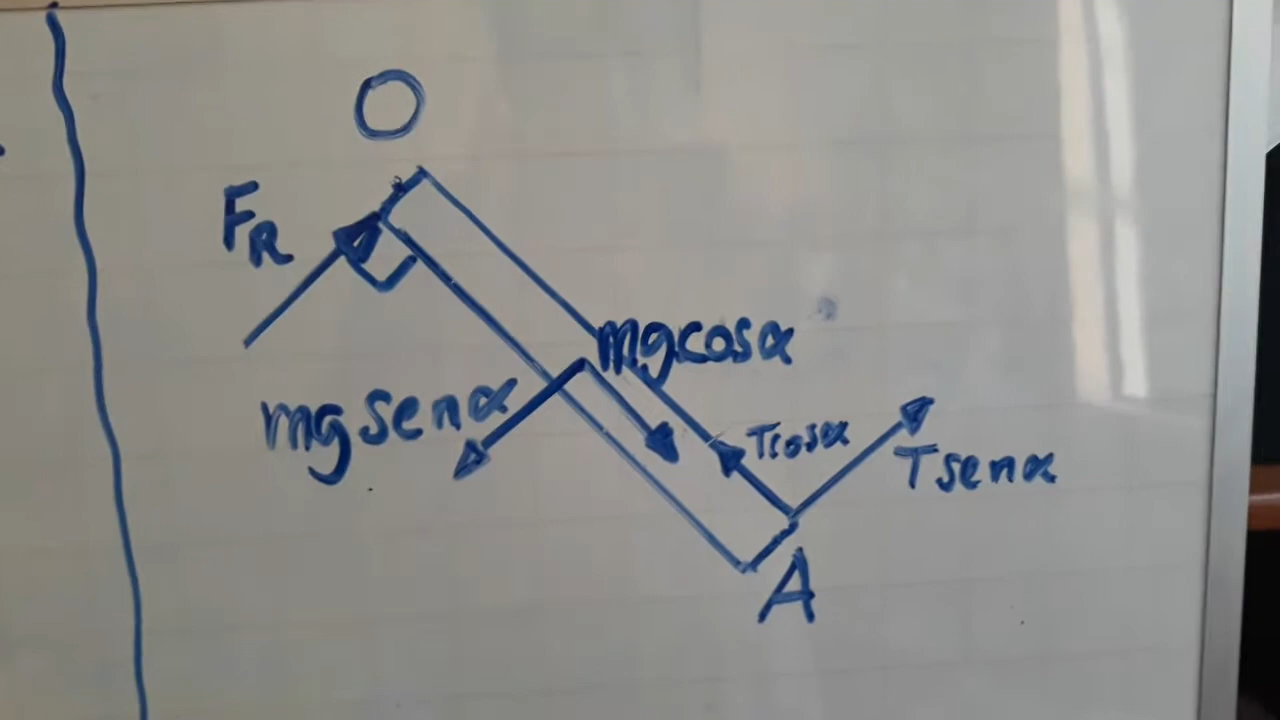 O
FR
mgcosα
mgsenα
Tcosα
Tsenα
A